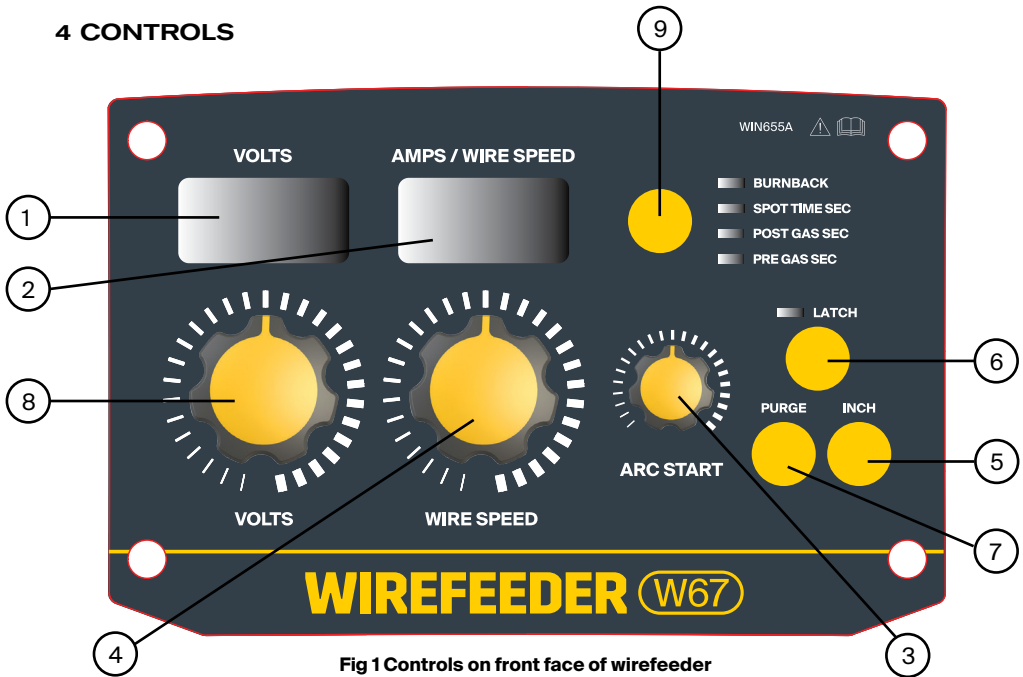 4 CONTROLS
9
WIN655A
VOLTS
AMPS / WIRE SPEED
BURNBACK
SPOT TIME SEC
POST GAS SEC
PRE GAS SEC
1
2
LATCH
6
8
PURGE
INCH
5
ARC START
VOLTS
WIRE SPEED
7
WIREFEEDER W67
4
3
Fig 1 Controls on front face of wirefeeder